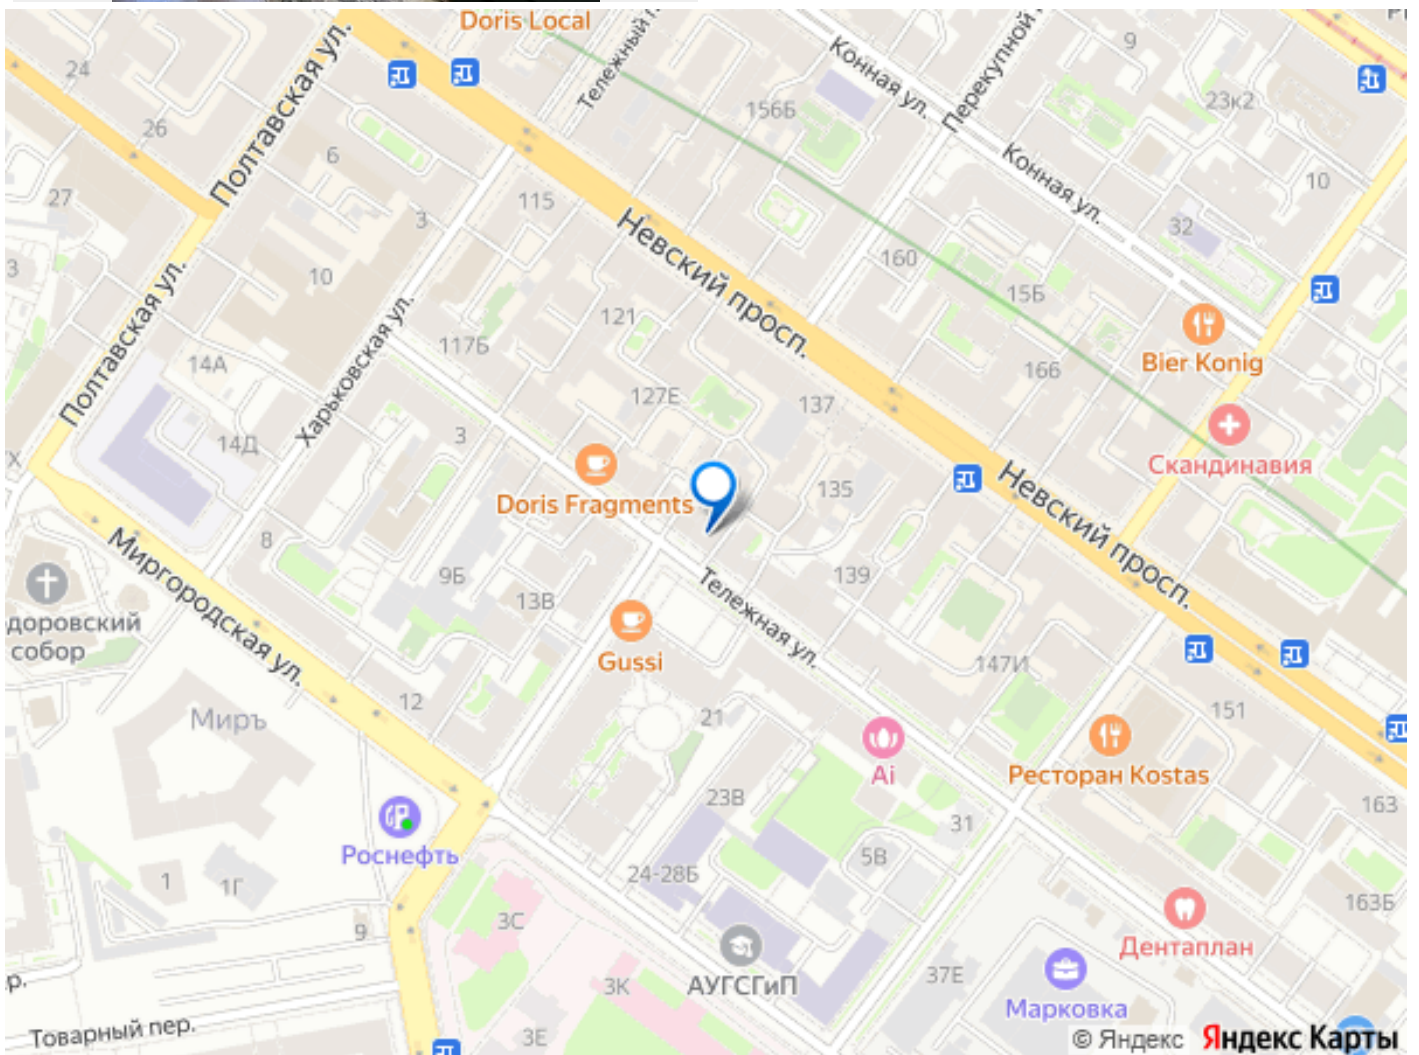 Doris Local
Тележный п
Конная ул.
Перекупной
9
24
Полтавская ул.
156Б
23к2
26
6
Конная ул.
10
27
3
115
Невский просп.
32
160
3
10
15Б
121
Полтавская ул.
Харьковская ул.
117Б
Bier Konig
14А
166
127Е
137
3
14Д
Скандинавия
Doris Fragments
135
Невский просп.
8
Миргородская ул.
9Б
139
13В
Тележная ул.
доровский
собор
Gussi
147И
12
Миръ
21
151
Ai
Ресторан Kostas
23В
163
31
Роснефть
5В
24-28Б
1
1Г
163Б
3С
9
Дентаплан
37Е
3К
АУГСГиП
р.
Марковка
Товарный пер.
3Е
© Яндекс Яндекс Карты